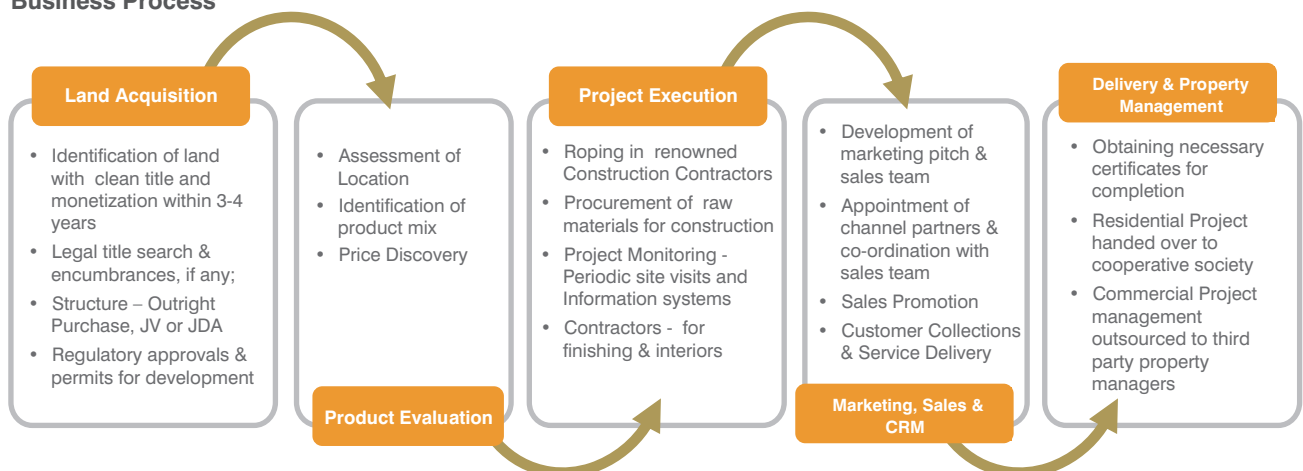 Business Process
Land Acquisition
• Identification of land
with clean title and
monetization within 3-4
years
• Legal title search &
encumbrances, if any;
• Structure – Outright
Purchase, JV or JDA
• Regulatory approvals &
permits for development
• Assessment of
Location
• Identification of
product mix
• Price Discovery
Product Evaluation
Project Execution
• Roping in renowned
Construction Contractors
• Procurement of raw
materials for construction
• Project Monitoring -
Periodic site visits and
Information systems
• Contractors - for
finishing & interiors
• Development of
marketing pitch &
sales team
• Appointment of
channel partners &
co-ordination with
sales team
• Sales Promotion
• Customer Collections
& Service Delivery
Marketing, Sales &
CRM
Delivery & Property
Management
• Obtaining necessary
certificates for
completion
• Residential Project
handed over to
cooperative society
• Commercial Project
management
outsourced to third
party property
managers